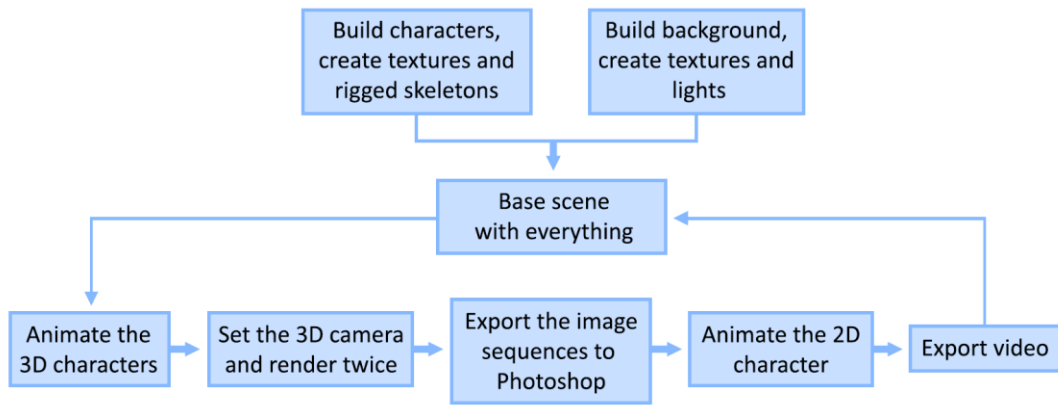 Build characters,
create textures and
rigged skeletons
Build background,
create textures and
lights
Base scene
with everything
Animate the
3D characters
Set the 3D camera
and render twice
Export the image
sequences to
Photoshop
Animate the 2D
character
Export video